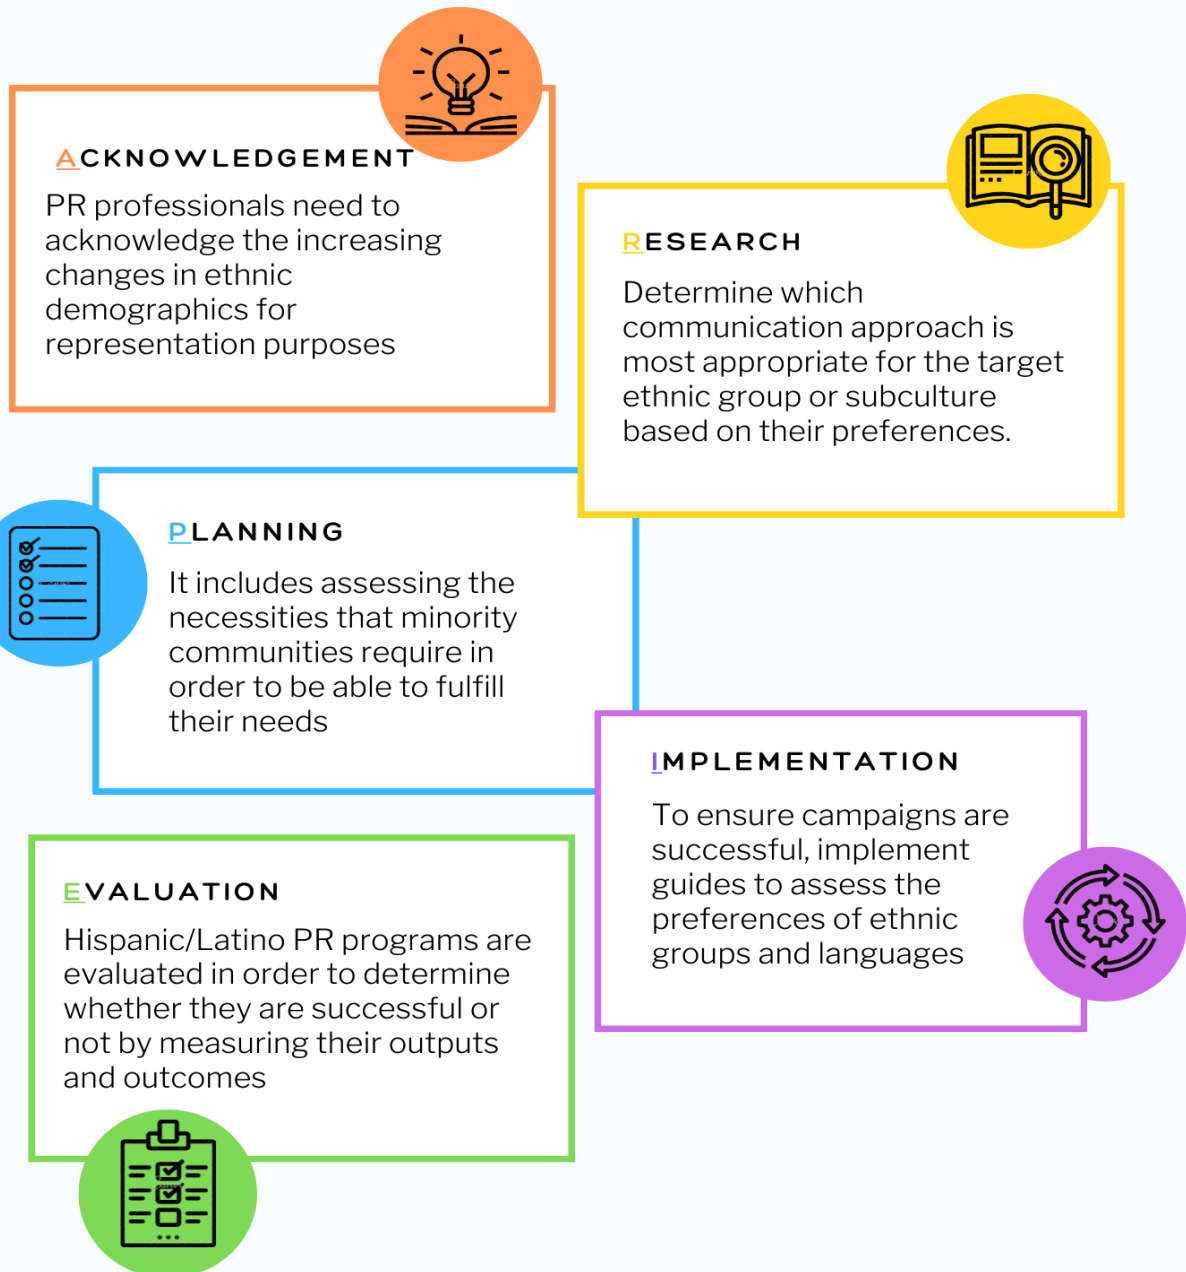 ACKNOWLEDGEMENT
PR professionals need to
acknowledge the increasing
changes in ethnic
demographics for
representation purposes
RESEARCH
Determine which
communication approach is
most appropriate for the target
ethnic group or subculture
based on their preferences.
PLANNING
It includes assessing the
necessities that minority
communities require in
order to be able to fulfill
their needs
IMPLEMENTATION
To ensure campaigns are
successful, implement
guides to assess the
preferences of ethnic
groups and languages
EVALUATION
Hispanic/Latino PR programs are
evaluated in order to determine
whether they are successful or
not by measuring their outputs
and outcomes